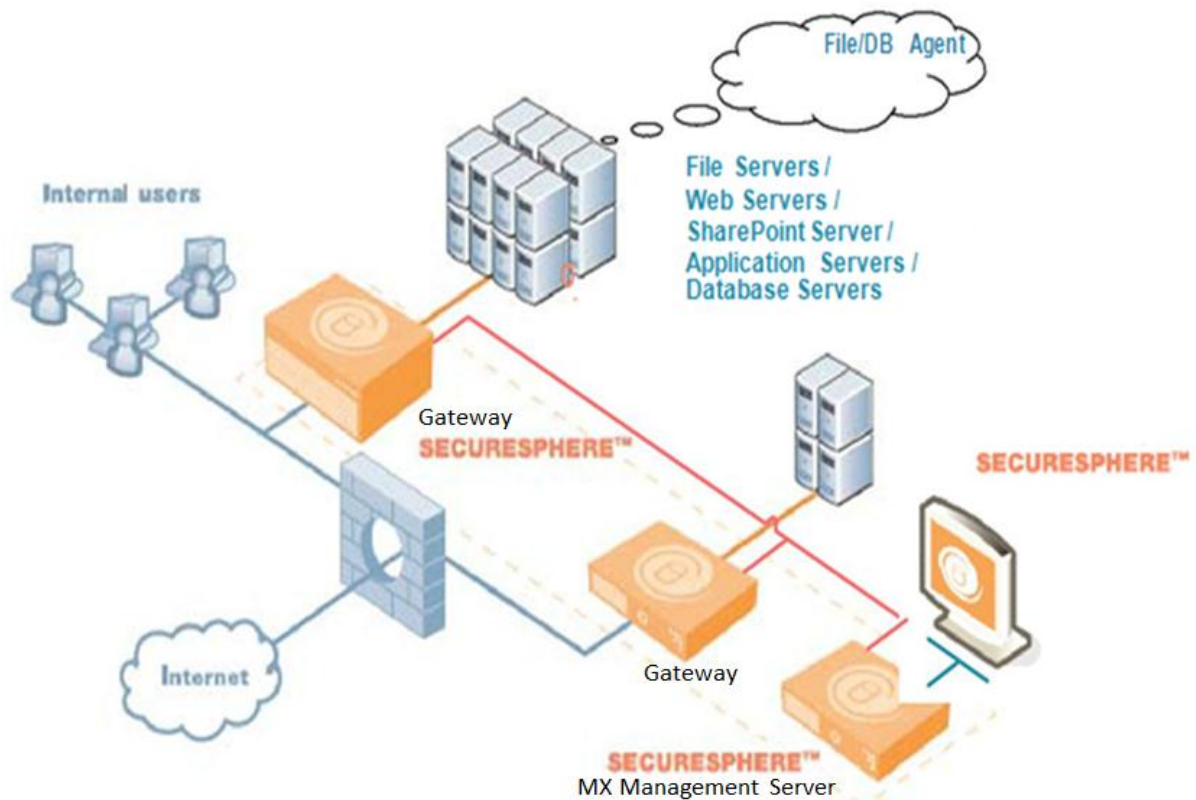 File/DB Agent
File Servers /
Web Servers /
SharePoint Server /
Application Servers /
Database Servers
Internal users
Gateway
SECURESPHERE™
SECURESPHERE™
Internet
Gateway
SECURESPHERE™
MX Management Server